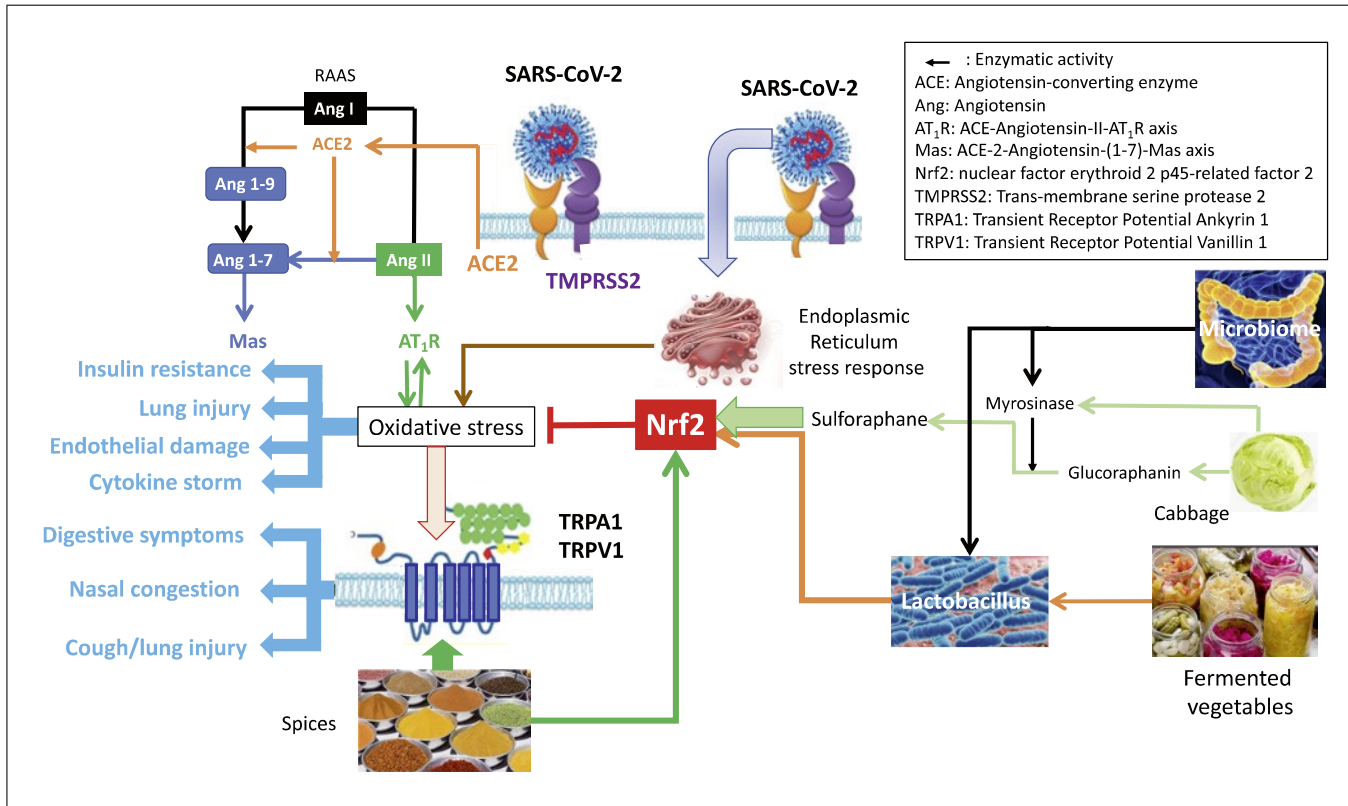 SARS-CoV-2
SARS-CoV-2
← : Enzymatic activity
ACE: Angiotensin-converting enzyme
Ang: Angiotensin
AT₁R: ACE-Angiotensin-II-AT₁R axis
Mas: ACE-2-Angiotensin-(1-7)-Mas axis
Nrf2: nuclear factor erythroid 2 p45-related factor 2
TMPRSS2: Trans-membrane serine protease 2
TRPA1: Transient Receptor Potential Ankyrin 1
TRPV1: Transient Receptor Potential Vanillin 1
RAAS
Ang I
ACE2
Ang 1-9
Ang 1-7
Ang II
ACE2
TMPRSS2
Mas
AT₁R
Endoplasmic
Reticulum
stress response
Microbiome
Insulin resistance
Lung injury
Endothelial damage
Cytokine storm
Oxidative stress
Nrf2
Sulforaphane
Myrosinase
Glucoraphanin
Cabbage
Digestive symptoms
Nasal congestion
Cough/lung injury
TRPA1
TRPV1
Lactobacillus
Fermented
vegetables
Spices